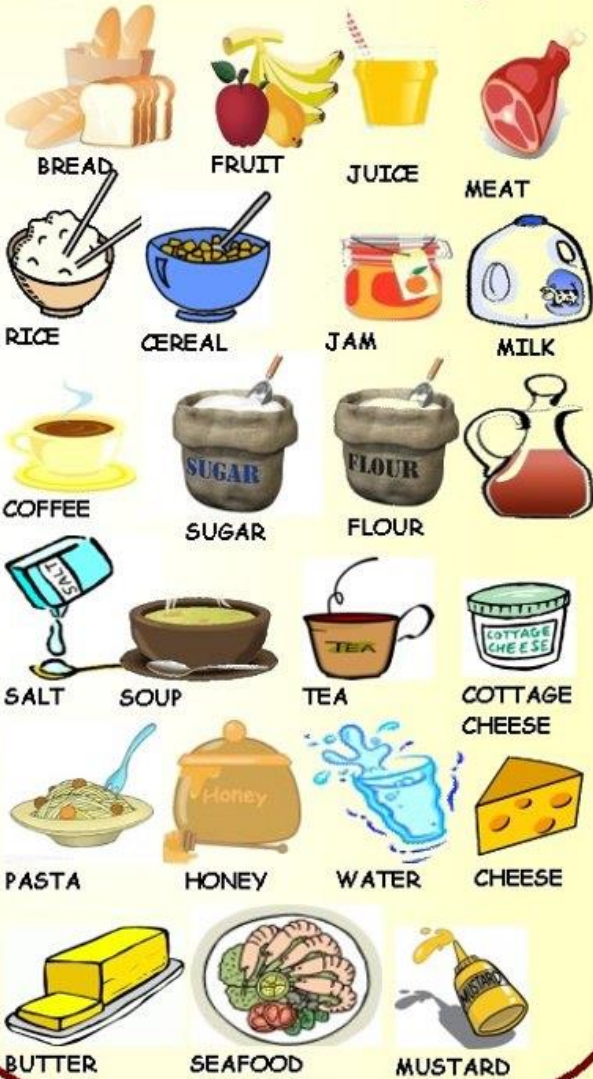 BREAD
FRUIT
JUICE
MEAT
RICE
CEREAL
JAM
MILK
COFFEE
SUGAR
SUGAR
FLOUR
FLOUR
SALT
SALT
SOUP
TEA
TEA
COTTAGE
CHEESE
COTTAGE
CHEESE
PASTA
Honey
HONEY
WATER
CHEESE
BUTTER
SEAFOOD
MUSTARD
MUSTARD